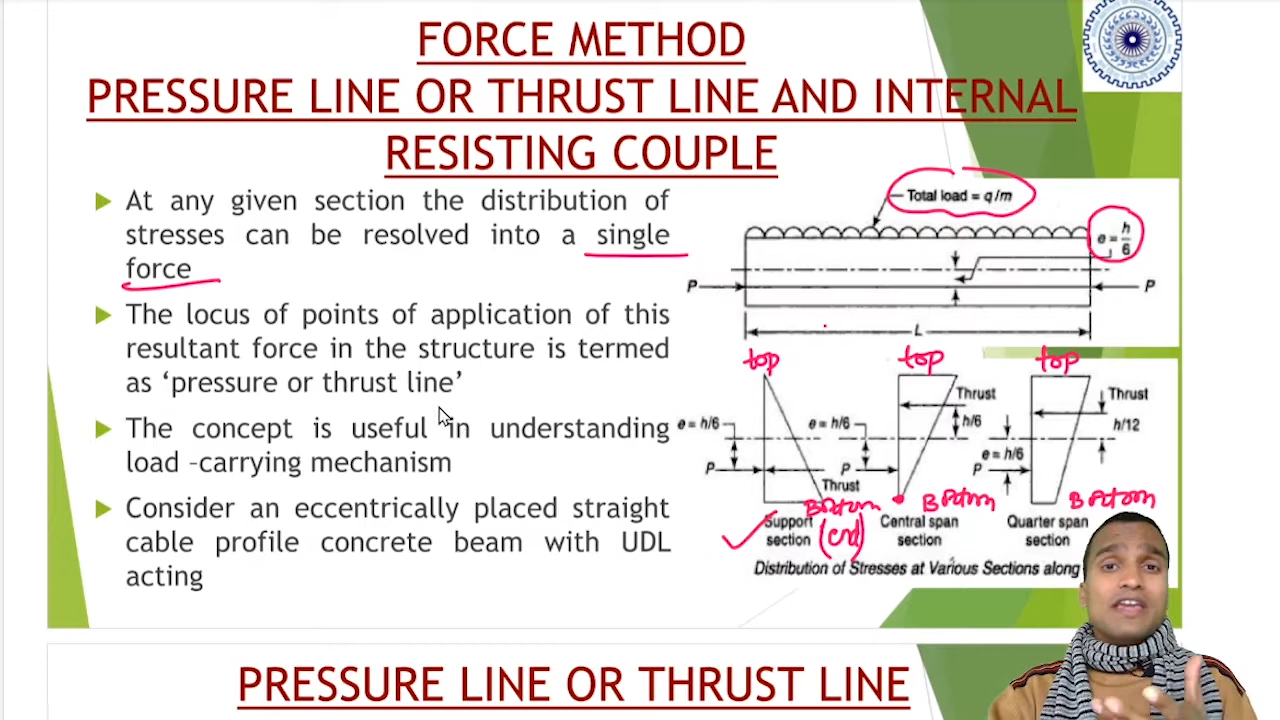 FORCE METHOD
PRESSURE LINE OR THRUST LINE AND INTERNAL
RESISTING COUPLE
At any given section the distribution of
stresses can be resolved into a single
force
The locus of points of application of this
resultant force in the structure is termed
as ‘pressure or thrust line’
The concept is useful in understanding
load –carrying mechanism
Consider an eccentrically placed straight
cable profile concrete beam with UDL
acting
Total load = q/m
e = h/6
P
P
L
top
top
top
e = h/6
P
Thrust
Bottom
(end)
Support
section
e = h/6
P
Thrust
h/6
Bottom
Central span
section
e = h/6
P
Thrust
h/12
Bottom
Quarter span
section
Distribution of Stresses at Various Sections along
PRESSURE LINE OR THRUST LINE